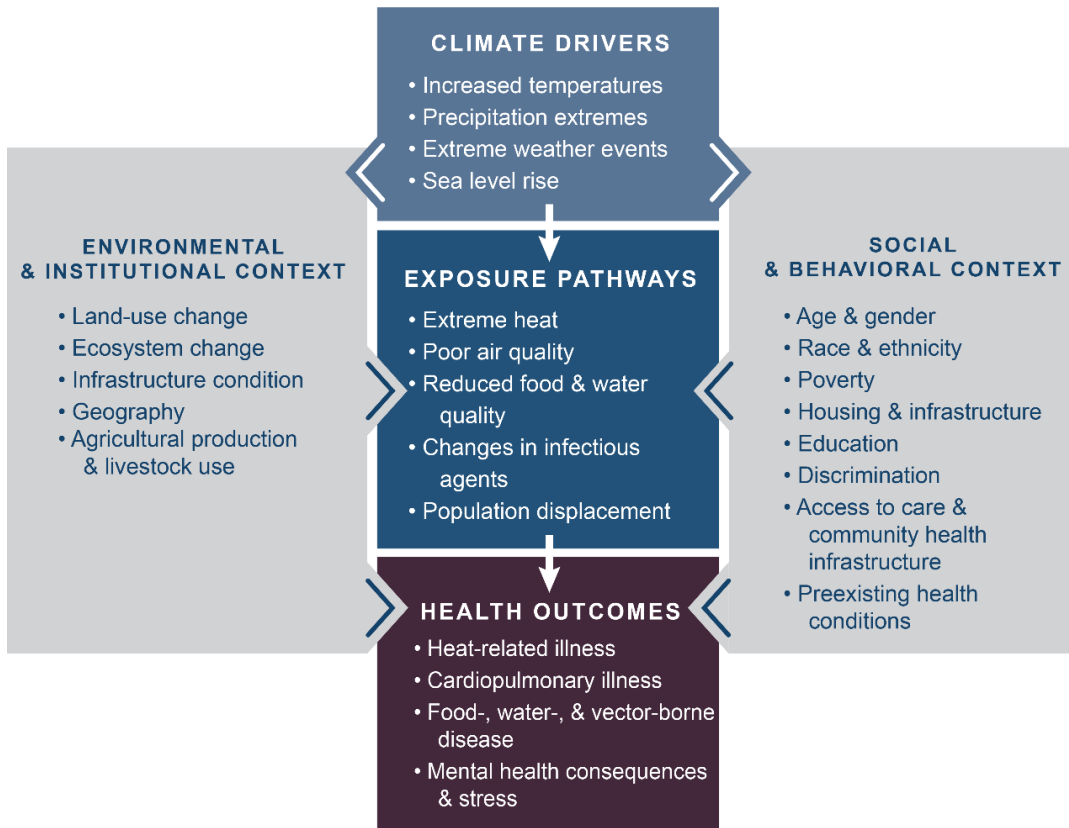 CLIMATE DRIVERS
• Increased temperatures
• Precipitation extremes
• Extreme weather events
• Sea level rise
ENVIRONMENTAL
& INSTITUTIONAL CONTEXT
• Land-use change
• Ecosystem change
• Infrastructure condition
• Geography
• Agricultural production
& livestock use
EXPOSURE PATHWAYS
• Extreme heat
• Poor air quality
• Reduced food & water
quality
• Changes in infectious
agents
• Population displacement
SOCIAL
& BEHAVIORAL CONTEXT
• Age & gender
• Race & ethnicity
• Poverty
• Housing & infrastructure
• Education
• Discrimination
• Access to care &
community health
infrastructure
• Preexisting health
conditions
HEALTH OUTCOMES
• Heat-related illness
• Cardiopulmonary illness
• Food-, water-, & vector-borne
disease
• Mental health consequences
& stress